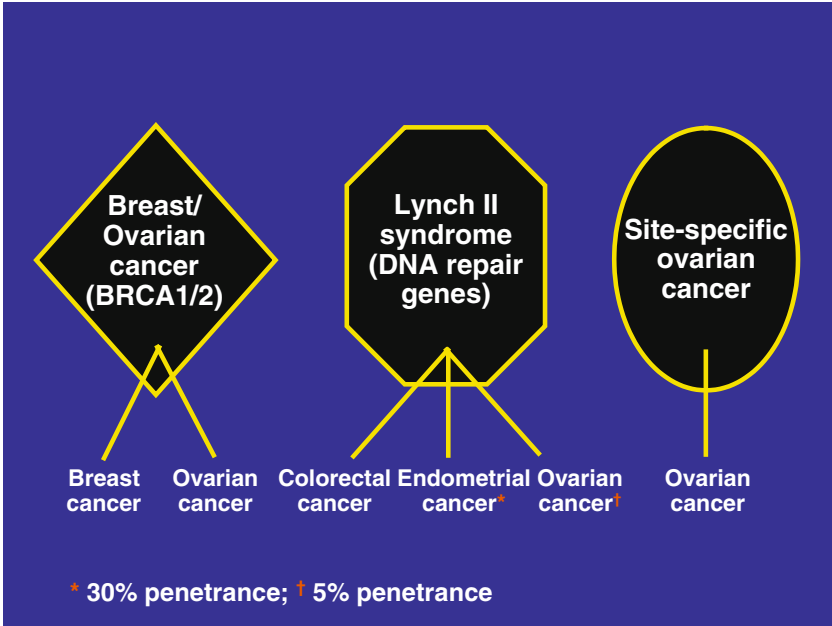 Breast/
Ovarian
cancer
(BRCA1/2)
Lynch II
syndrome
(DNA repair
genes)
Site-specific
ovarian
cancer
Breast
cancer
Ovarian
cancer
Colorectal
cancer
Endometrial
cancer*
Ovarian
cancer†
Ovarian
cancer
* 30% penetrance; † 5% penetrance